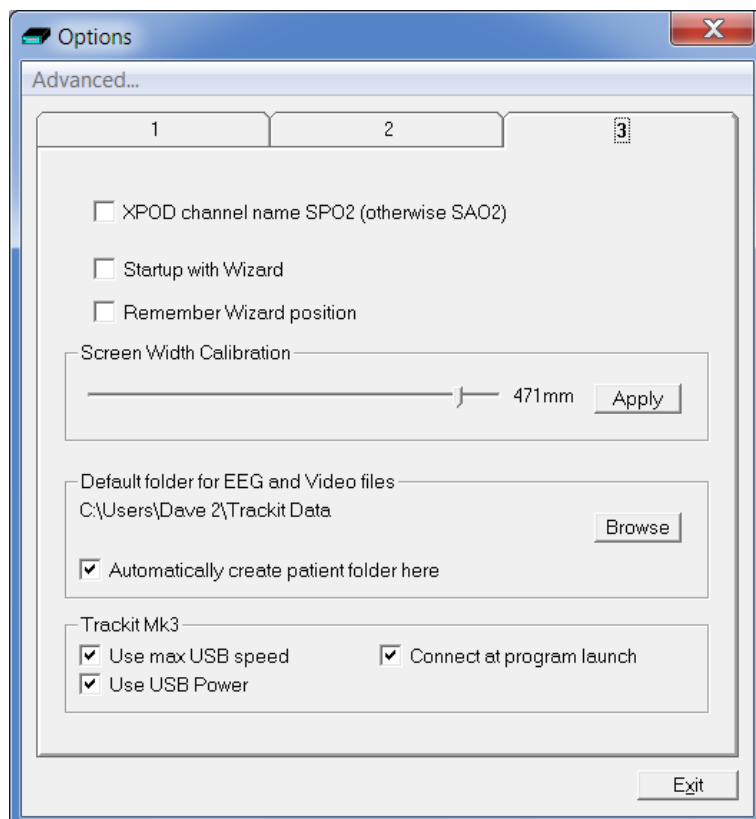 Options
Advanced...
1 2 3
XPOD channel name SPO2 (otherwise SAO2)
Startup with Wizard
Remember Wizard position
Screen Width Calibration
471mm Apply
Default folder for EEG and Video files
C:\Users\Dave 2\Trackit Data
Browse
Automatically create patient folder here
Trackit Mk3
Use max USB speed Connect at program launch
Use USB Power
Exit